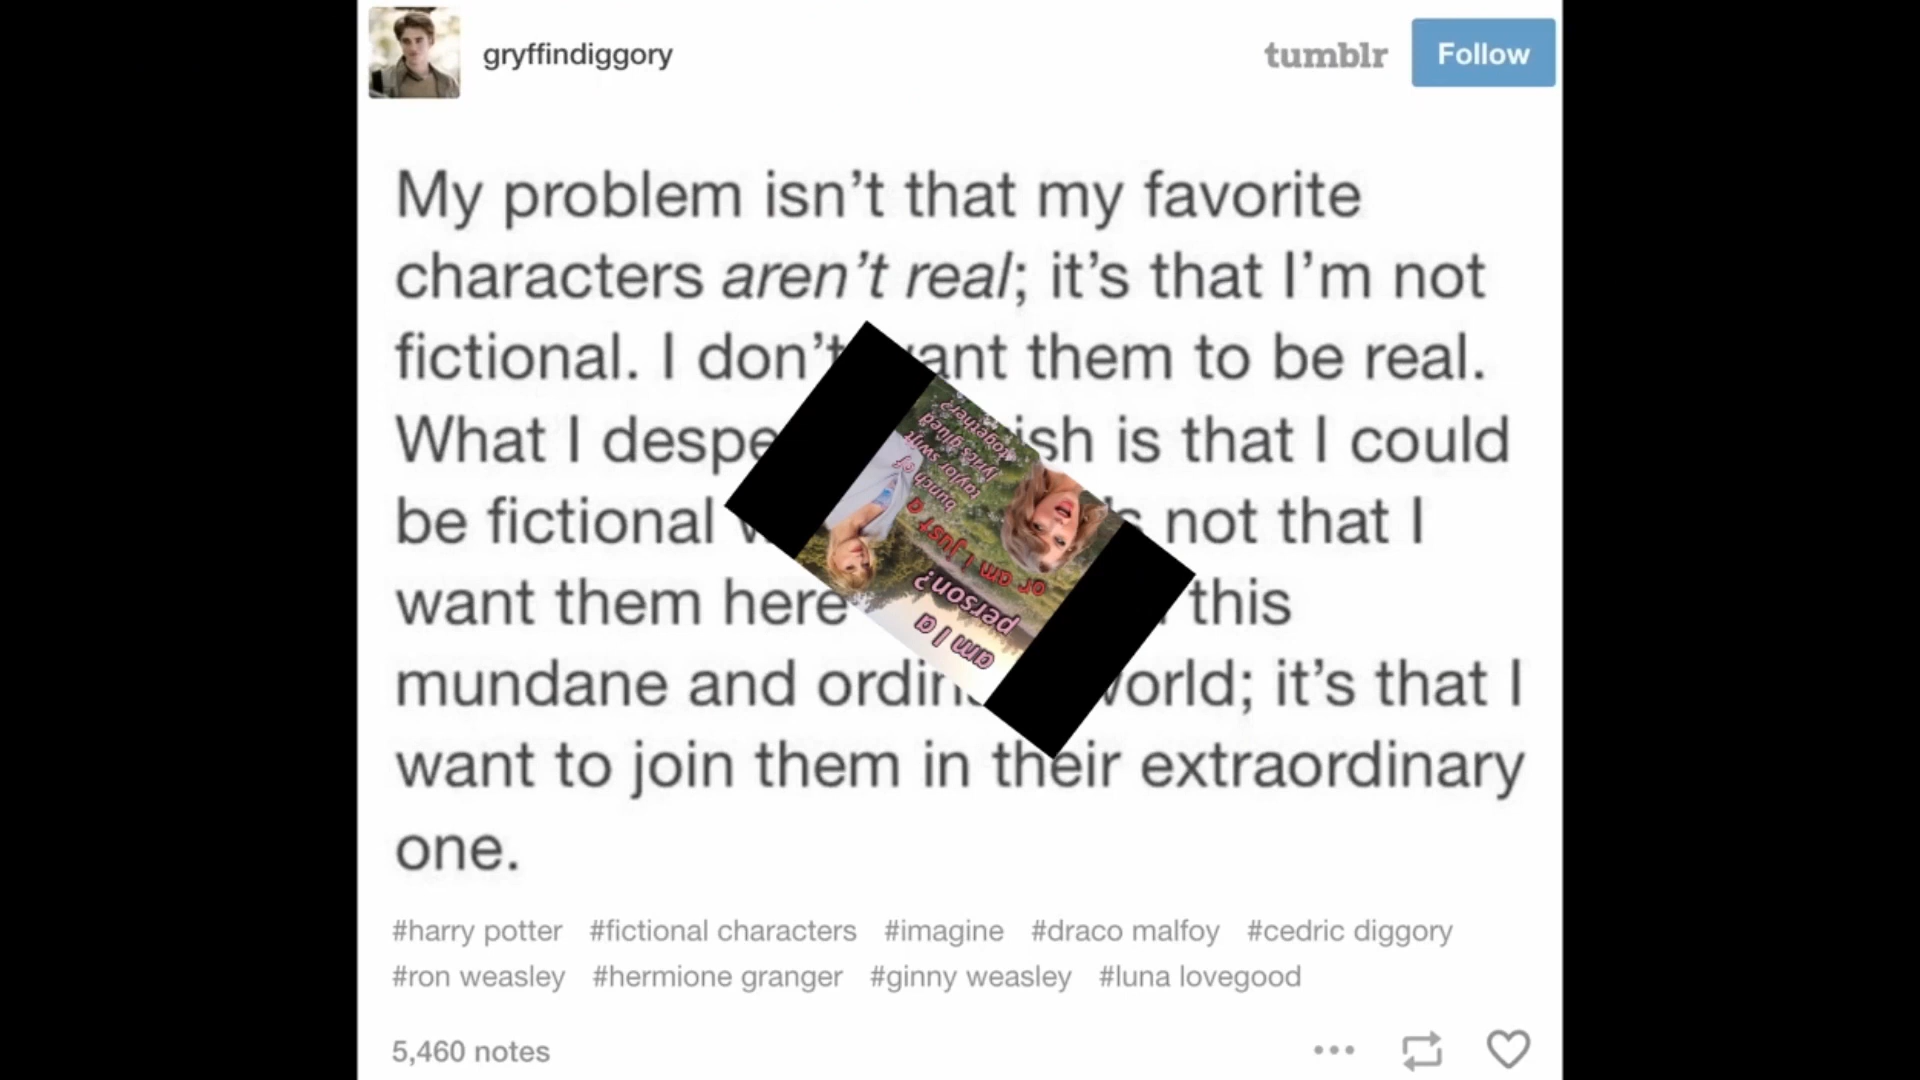 gryffindiggory
tumblr
Follow
My problem isn't that my favorite
characters aren't real; it's that I'm not
fictional. I don't want them to be real.
What I despe ish is that I could
be fictional not that I
want them here this
mundane and ordin world; it's that I
want to join them in their extraordinary
one.
am I a
person?
or am i just a
bunch of
taylor swift
lyrics glued
together?
#harry potter #fictional characters #imagine #draco malfoy #cedric diggory
#ron weasley #hermione granger #ginny weasley #luna lovegood
5,460 notes